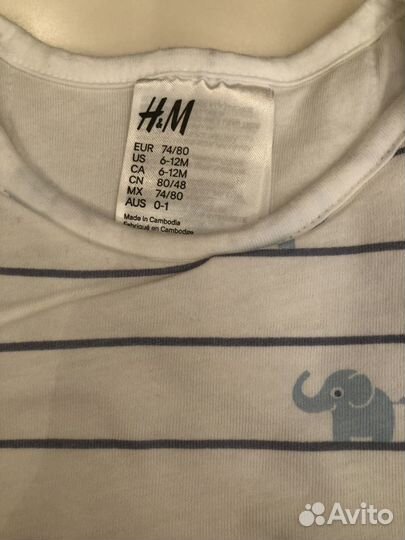 H&M
EUR 74/80
US 6-12M
CA 6-12M
CN 80/48
MX 74/80
AUS 0-1
Made in Cambodia
Fabriqué en Cambodge
Avito